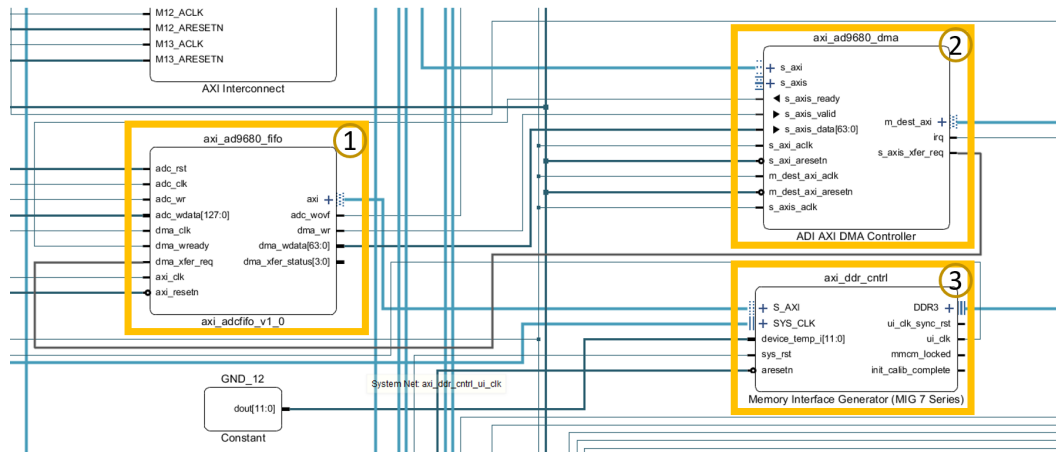 M12_ACLK
M12_ARESETN
M13_ACLK
M13_ARESETN
AXI Interconnect
1
axi_ad9680_fifo
adc_rst
adc_clk
adc_wr
adc_wdata[127:0]
dma_clk
dma_wready
dma_xfer_req
axi_clk
axi_resetn
axi
adc_wovf
dma_wr
dma_wdata[63:0]
dma_xfer_status[3:0]
axi_adcfifo_v1_0
2
axi_ad9680_dma
s_axi
s_axis
s_axis_ready
s_axis_valid
s_axis_data[63:0]
s_axi_aclk
s_axi_aresetn
m_dest_axi_aclk
m_dest_axi_aresetn
s_axis_aclk
m_dest_axi
irq
s_axis_xfer_req
ADI AXI DMA Controller
3
axi_ddr_cntrl
S_AXI
SYS_CLK
device_temp_i[11:0]
sys_rst
aresetn
DDR3
ui_clk_sync_rst
ui_clk
mmcm_locked
init_calib_complete
Memory Interface Generator (MIG 7 Series)
System Net: axi_ddr_cntrl_ui_clk
GND_12
dout[11:0]
Constant